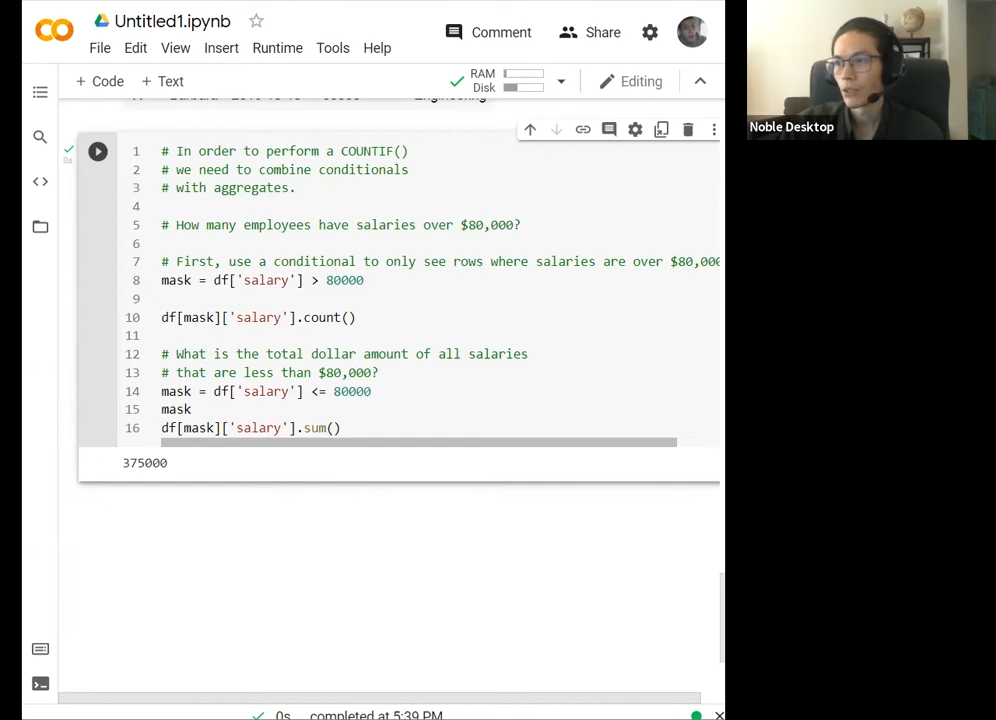 Untitled1.ipynb
Comment
Share
File Edit View Insert Runtime Tools Help
+ Code + Text
RAM
Disk
Editing
Noble Desktop
0s
1 # In order to perform a COUNTIF()
2 # we need to combine conditionals
3 # with aggregates.
4
5 # How many employees have salaries over $80,000?
6
7 # First, use a conditional to only see rows where salaries are over $80,000
8 mask = df['salary'] > 80000
9
10 df[mask]['salary'].count()
11
12 # What is the total dollar amount of all salaries
13 # that are less than $80,000?
14 mask = df['salary'] <= 80000
15 mask
16 df[mask]['salary'].sum()
375000
0s completed at 5:39 PM